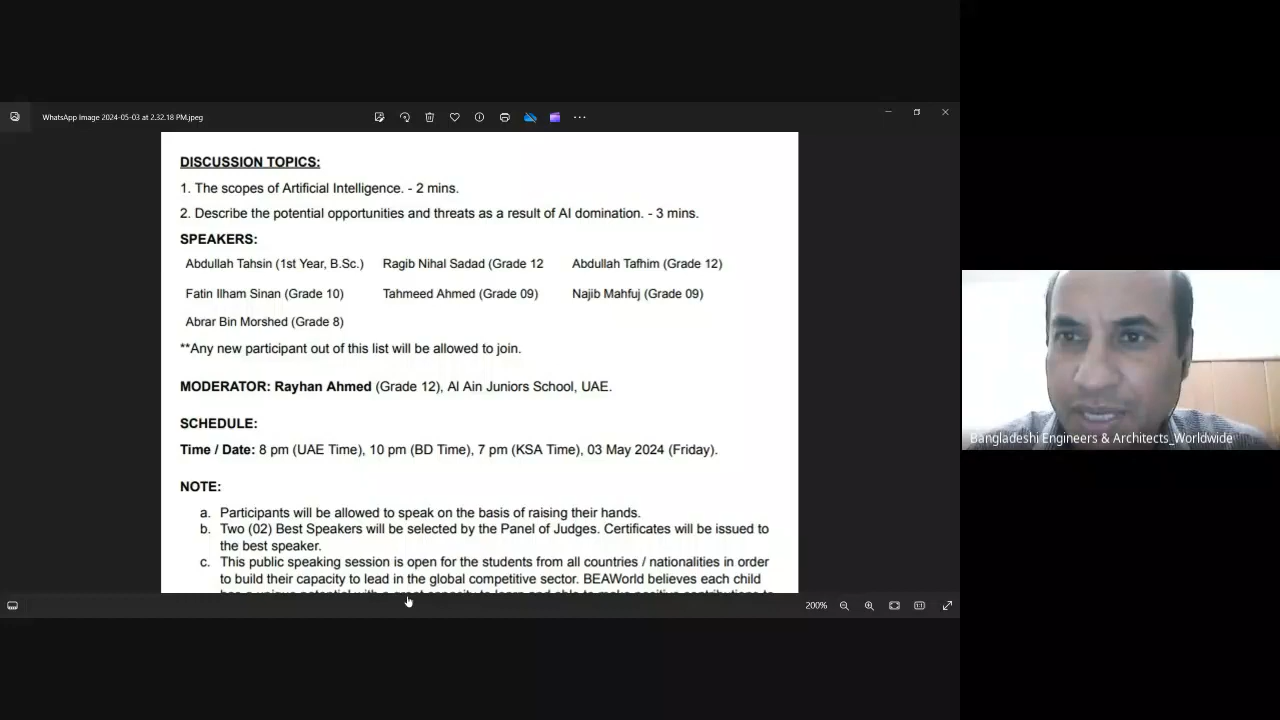 WhatsApp Image 2024-05-03 at 2.32.18 PM.jpeg
DISCUSSION TOPICS:
1. The scopes of Artificial Intelligence. - 2 mins.
2. Describe the potential opportunities and threats as a result of AI domination. - 3 mins.
SPEAKERS:
Abdullah Tahsin (1st Year, B.Sc.) Ragib Nihal Sadad (Grade 12 Abdullah Tafhim (Grade 12)
Fatin Ilham Sinan (Grade 10) Tahmeed Ahmed (Grade 09) Najib Mahfuj (Grade 09)
Abrar Bin Morshed (Grade 8)
**Any new participant out of this list will be allowed to join.
MODERATOR: Rayhan Ahmed (Grade 12), Al Ain Juniors School, UAE.
SCHEDULE:
Time / Date: 8 pm (UAE Time), 10 pm (BD Time), 7 pm (KSA Time), 03 May 2024 (Friday).
NOTE:
a. Participants will be allowed to speak on the basis of raising their hands.
b. Two (02) Best Speakers will be selected by the Panel of Judges. Certificates will be issued to
the best speaker.
c. This public speaking session is open for the students from all countries / nationalities in order
to build their capacity to lead in the global competitive sector. BEAWorld believes each child
200%
Bangladeshi Engineers & Architects_Worldwide